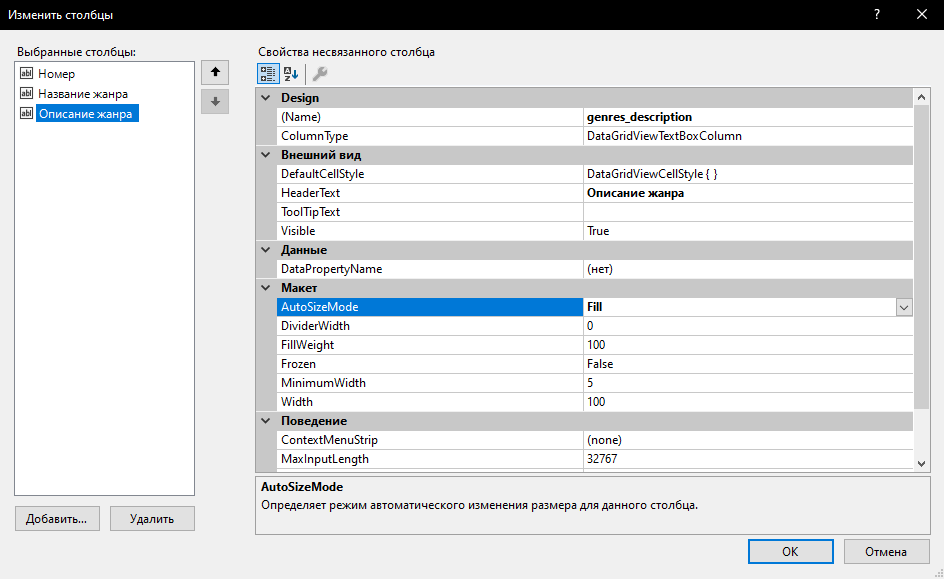 Изменить столбцы ?
Выбранные столбцы:
abl Номер
abl Название жанра
abl Описание жанра
Добавить... Удалить
Свойства несвязанного столбца
Design
(Name) genres_description
ColumnType DataGridViewTextBoxColumn
Внешний вид
DefaultCellStyle DataGridViewCellStyle { }
HeaderText Описание жанра
ToolTipText
Visible True
Данные
DataPropertyName (нет)
Макет
AutoSizeMode Fill
DividerWidth 0
FillWeight 100
Frozen False
MinimumWidth 5
Width 100
Поведение
ContextMenuStrip (none)
MaxInputLength 32767
AutoSizeMode
Определяет режим автоматического изменения размера для данного столбца.
OK Отмена